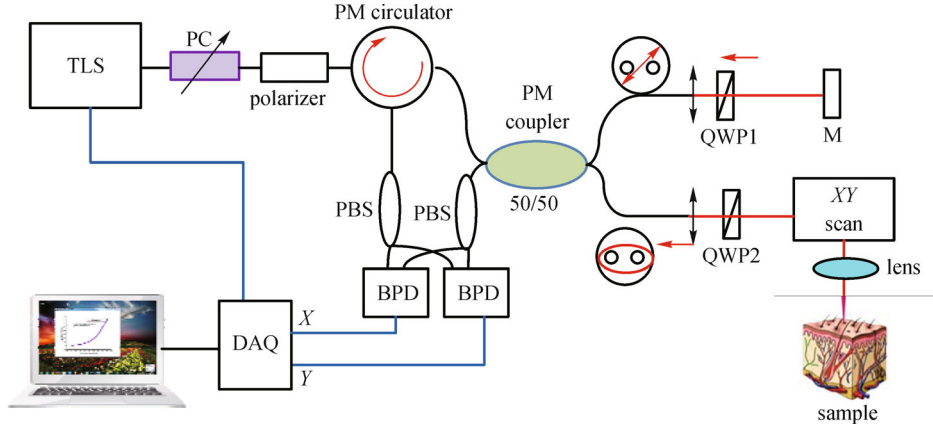 PM circulator
TLS
PC
polarizer
PM
coupler
50/50
QWP1
M
PBS
PBS
QWP2
XY
scan
lens
BPD
BPD
X
DAQ
Y
sample